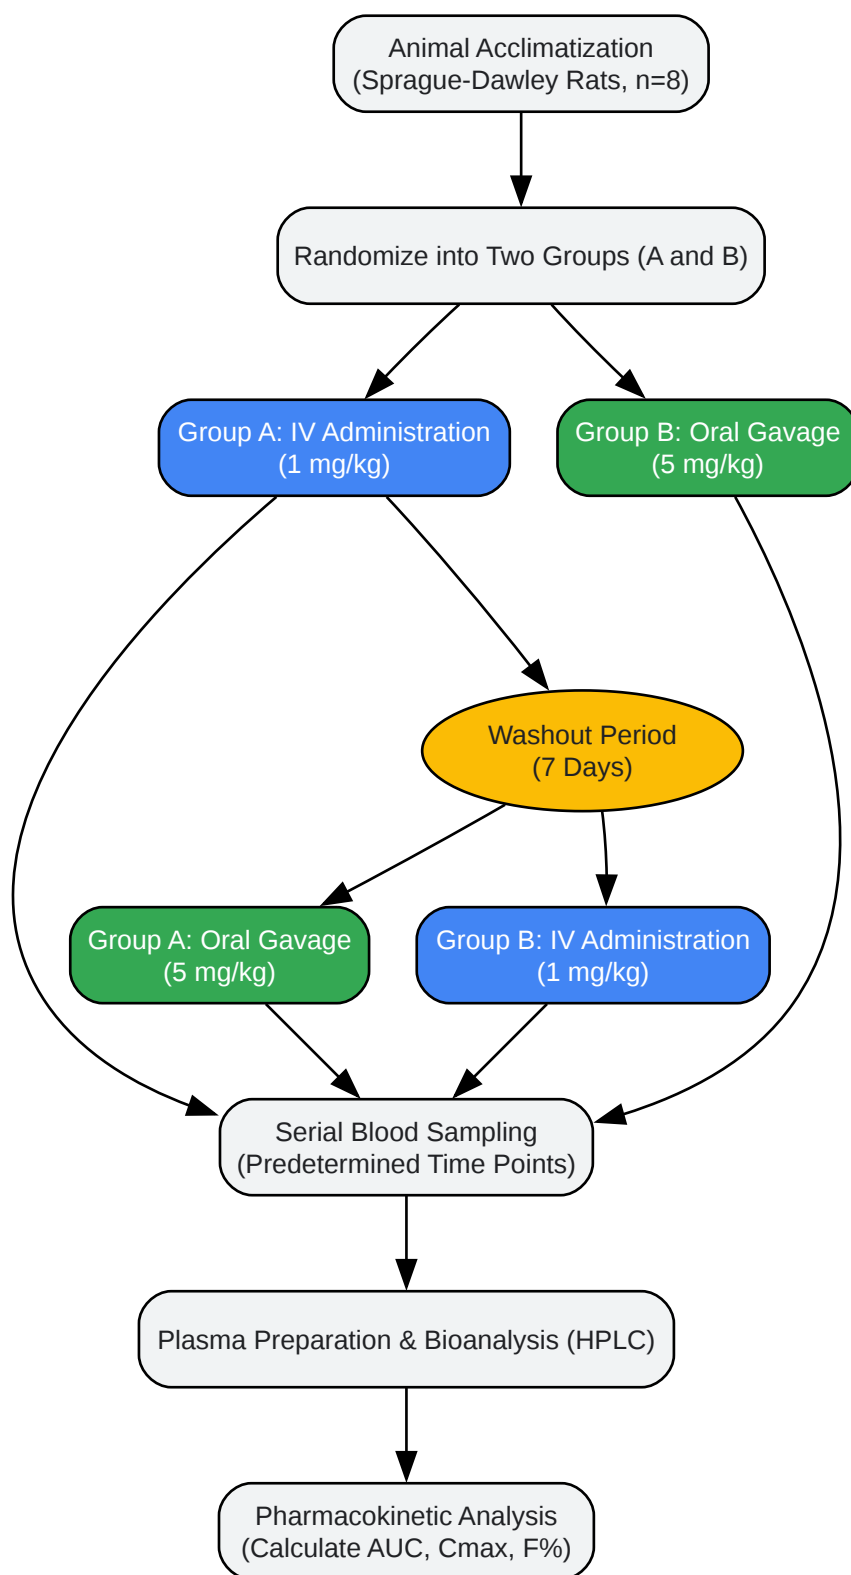 Animal Acclimatization
(Sprague-Dawley Rats, n=8)
Randomize into Two Groups (A and B)
Group A: IV Administration
(1 mg/kg)
Group B: Oral Gavage
(5 mg/kg)
Washout Period
(7 Days)
Group A: Oral Gavage
(5 mg/kg)
Group B: IV Administration
(1 mg/kg)
Serial Blood Sampling
(Predetermined Time Points)
Plasma Preparation & Bioanalysis (HPLC)
Pharmacokinetic Analysis
(Calculate AUC, Cmax, F%)